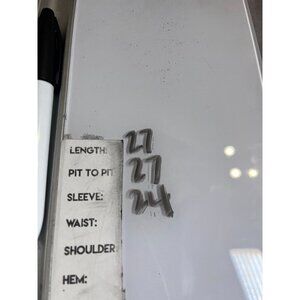 LENGTH: 27
PIT TO PIT 27
SLEEVE: 24
WAIST:
SHOULDER
HEM: